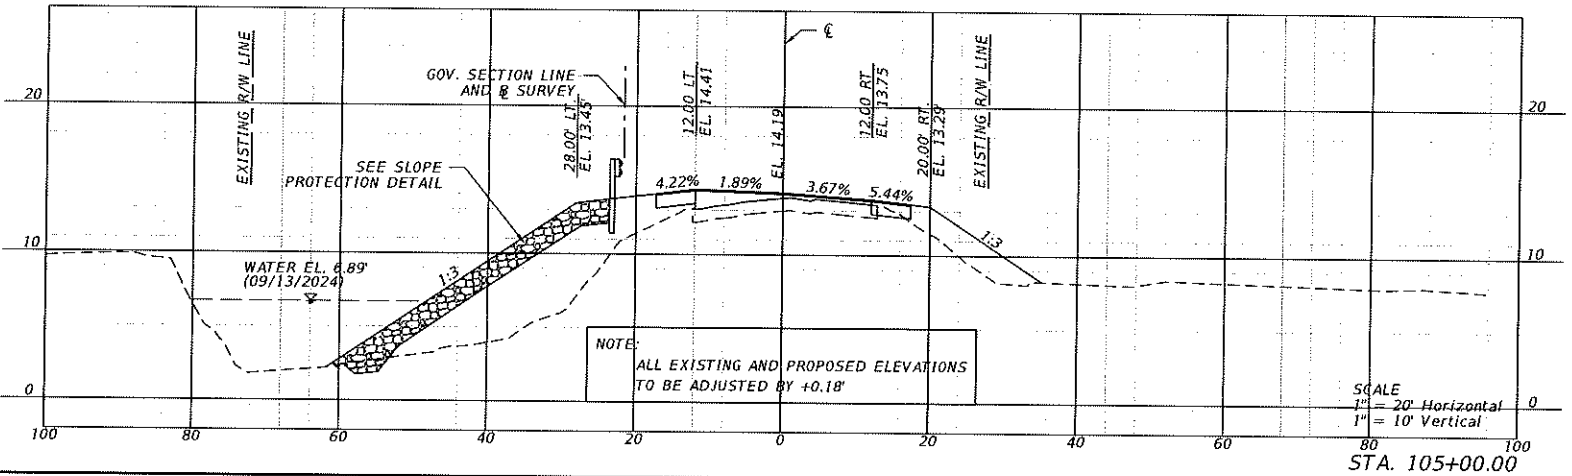 EXISTING R/W LINE
GOV. SECTION LINE
AND ℄ SURVEY
28.00' LT.
EL. 13.45'
12.00 LT
EL. 14.41
℄
EL. 14.19
12.00 RT
EL. 13.75
20.00' RT.
EL. 13.29'
EXISTING R/W LINE
20
20
SEE SLOPE
PROTECTION DETAIL
4.22%
1.89%
3.67%
5.44%
1:3
1:3
10
10
WATER EL. 6.89'
(09/13/2024)
NOTE:
ALL EXISTING AND PROPOSED ELEVATIONS
TO BE ADJUSTED BY +0.18'
SCALE
1" = 20' Horizontal
1" = 10' Vertical
0
0
100 80 60 40 20 0 20 40 60 80 100
STA. 105+00.00